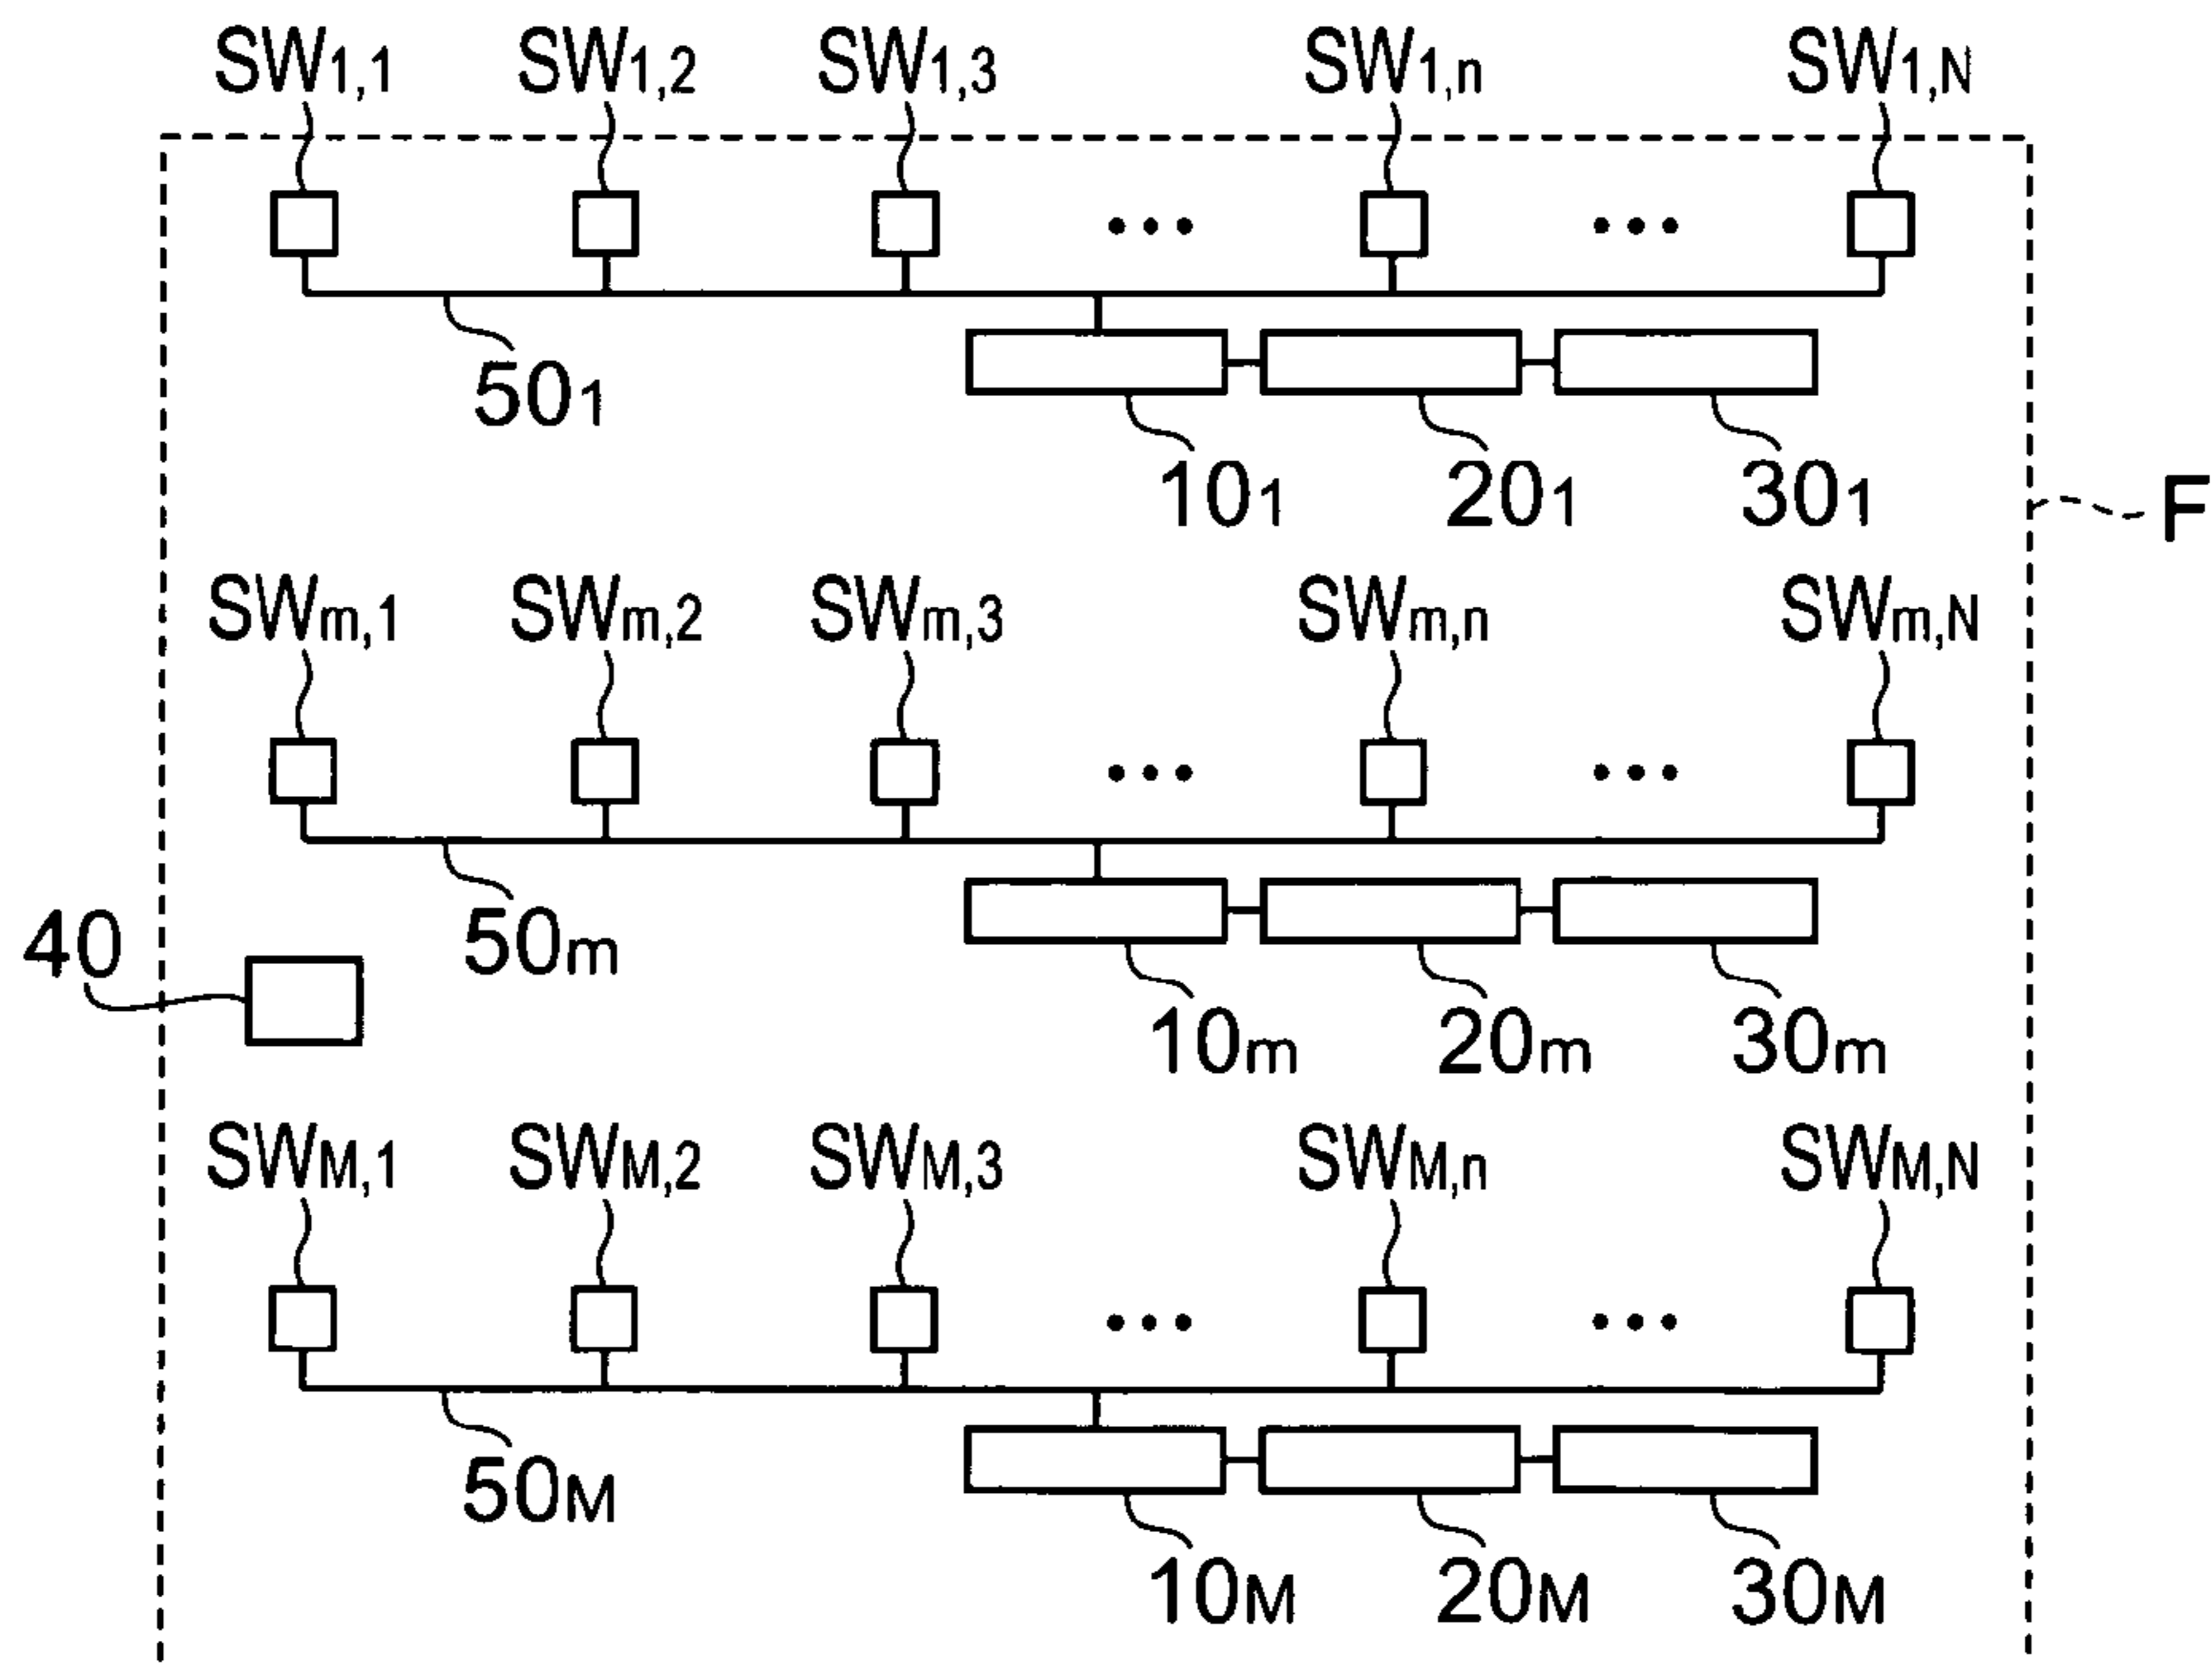 SW1,1 SW1,2 SW1,3 SW1,n SW1,N
501
101 201 301
F
SWm,1 SWm,2 SWm,3 SWm,n SWm,N
40
50m
10m 20m 30m
SWM,1 SWM,2 SWM,3 SWM,n SWM,N
50M
10M 20M 30M